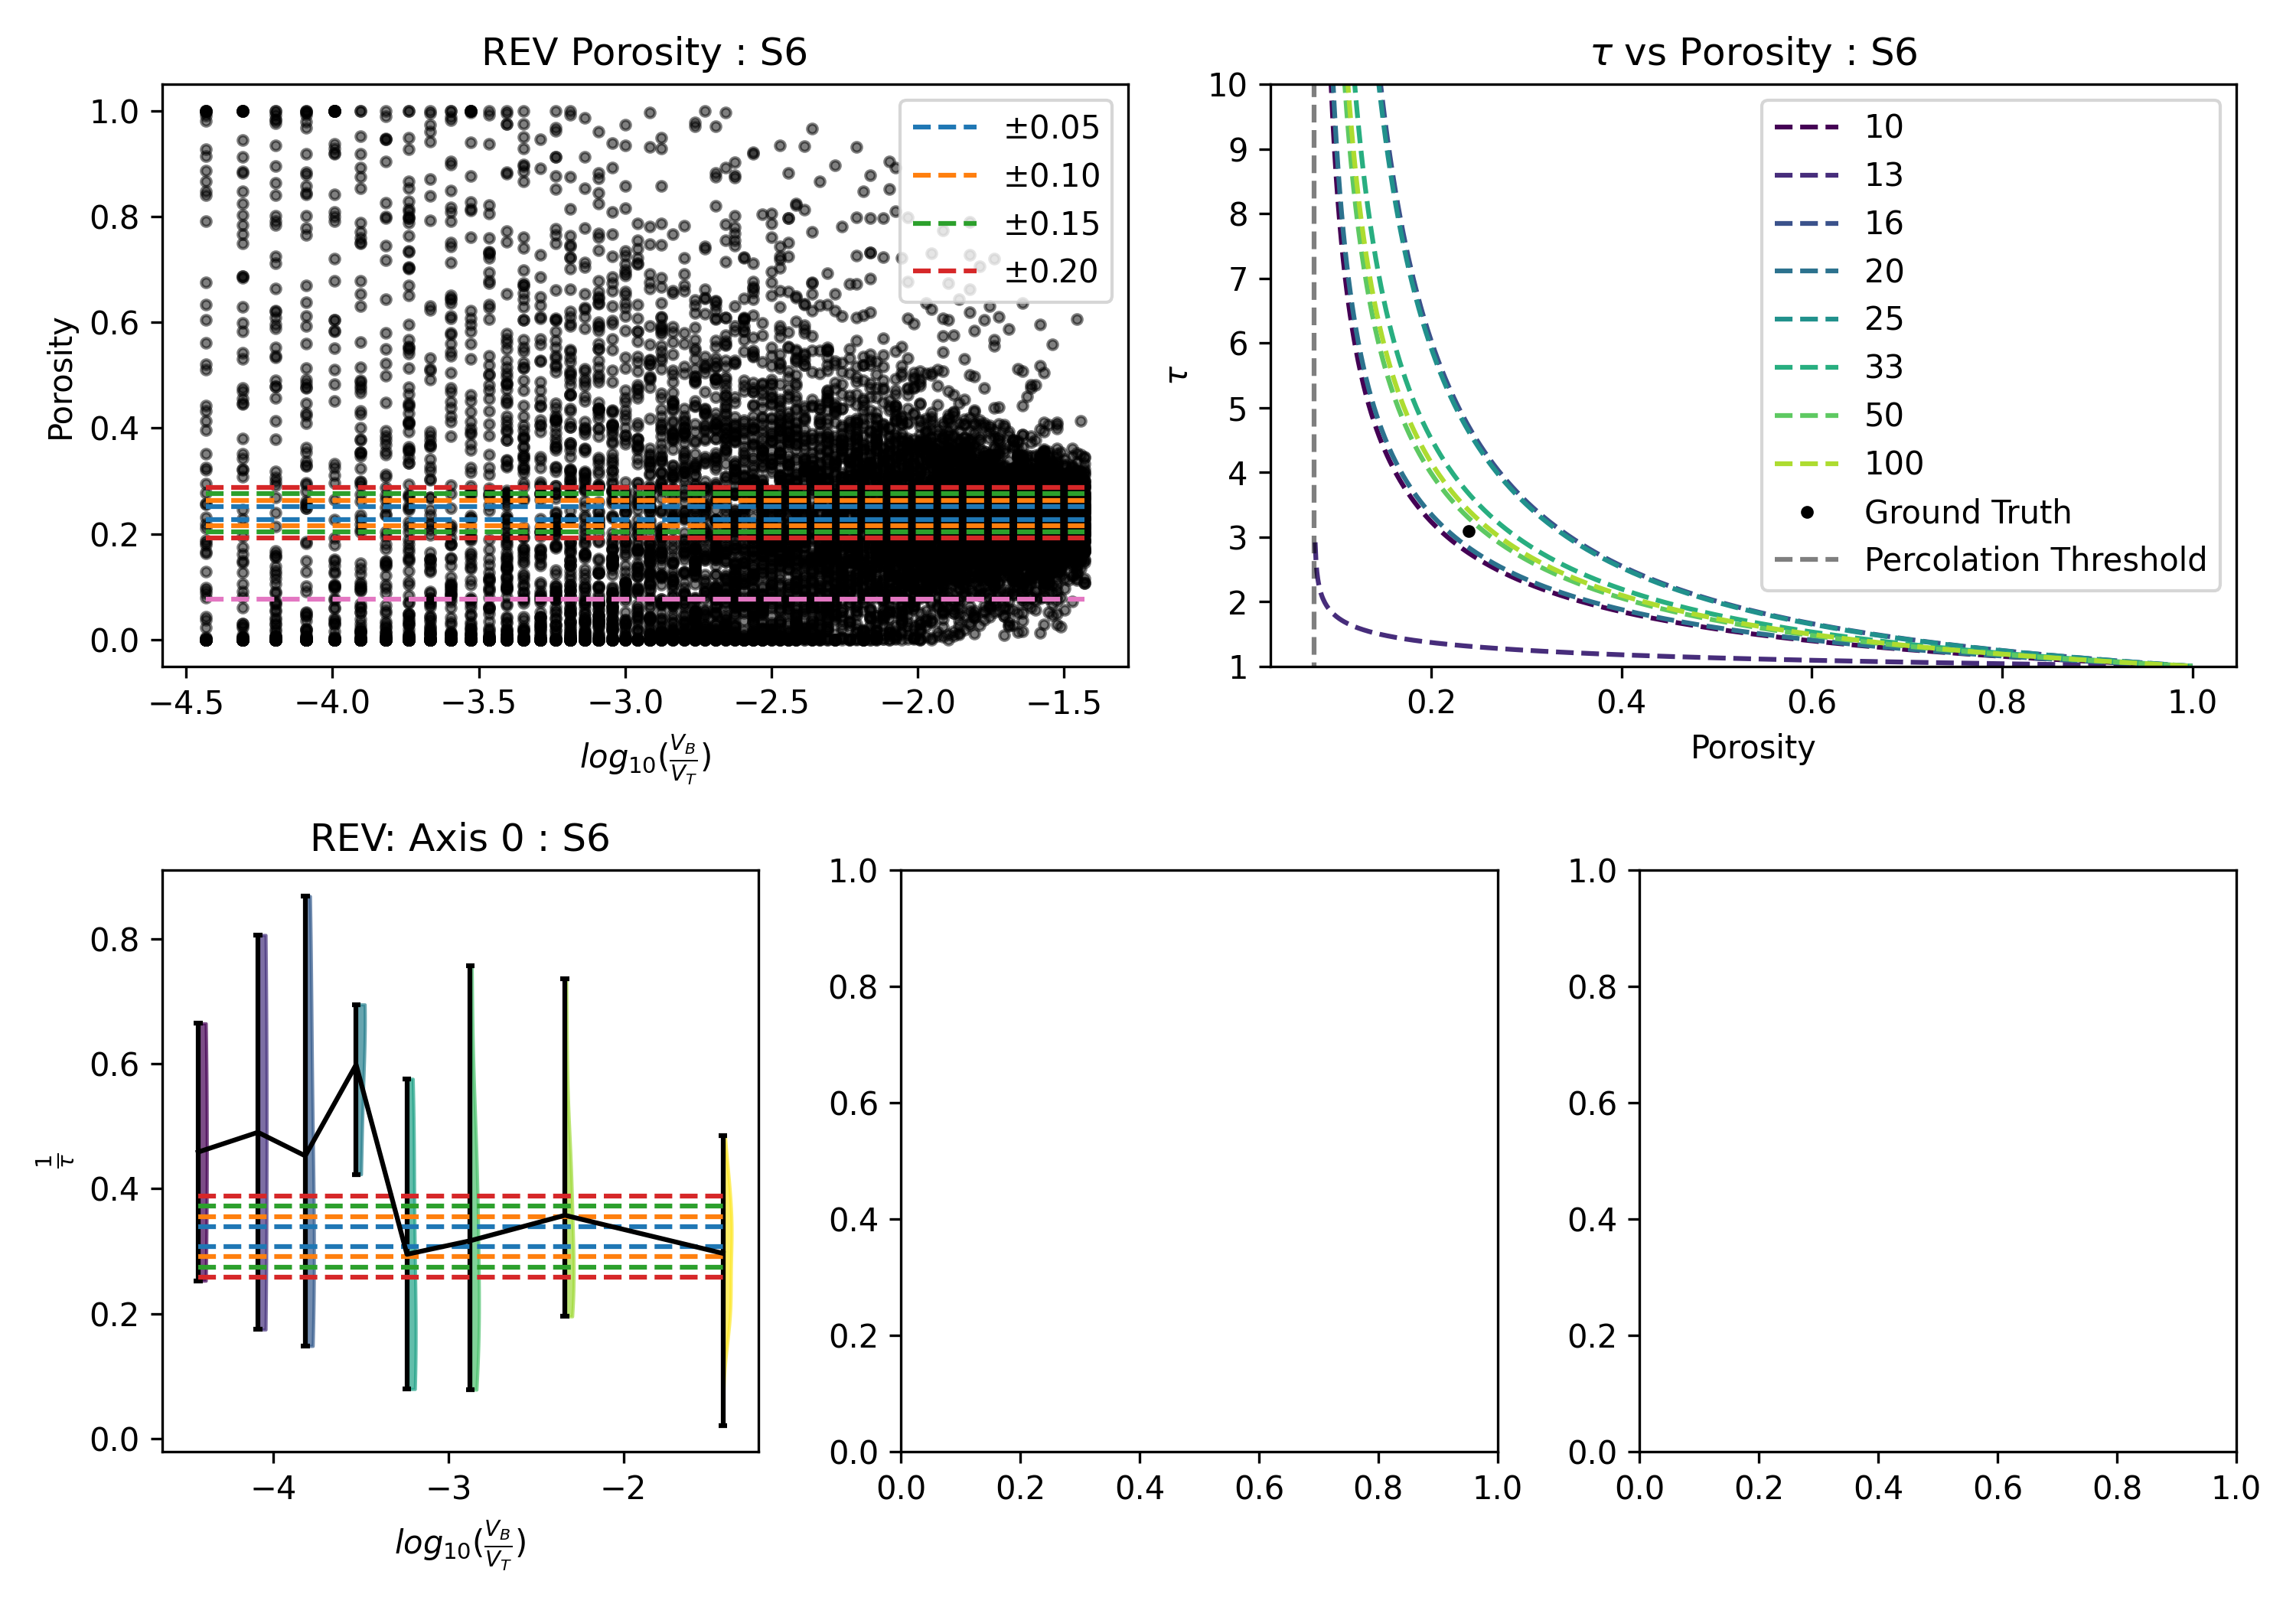 REV Porosity : S6
1.0
0.8
0.6
0.4
0.2
0.0
Porosity
±0.05
±0.10
±0.15
±0.20
−4.5 −4.0 −3.5 −3.0 −2.5 −2.0 −1.5
log10(VB/VT)
τ vs Porosity : S6
10
9
8
7
6
5
4
3
2
1
τ
10
13
16
20
25
33
50
100
Ground Truth
Percolation Threshold
0.2 0.4 0.6 0.8 1.0
Porosity
REV: Axis 0 : S6
0.8
0.6
0.4
0.2
0.0
1/τ
−4 −3 −2
log10(VB/VT)
1.0
0.8
0.6
0.4
0.2
0.0
0.0 0.2 0.4 0.6 0.8 1.0
1.0
0.8
0.6
0.4
0.2
0.0
0.0 0.2 0.4 0.6 0.8 1.0